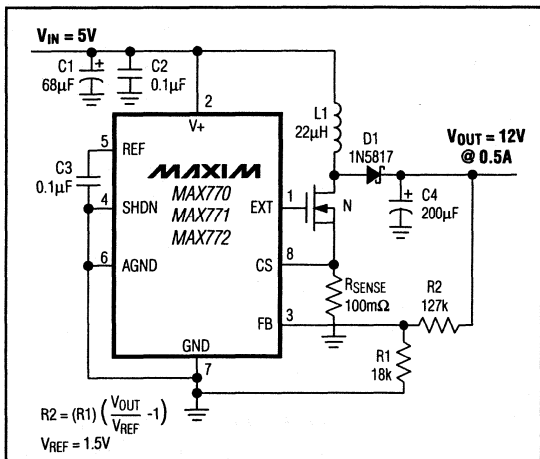 VIN = 5V
C1
68μF
+
C2
0.1μF
2
V+
L1
22μH
D1
1N5817
VOUT = 12V
@ 0.5A
5
REF
C3
0.1μF
4
SHDN
MAXIM
MAX770
MAX771
MAX772
EXT
1
N
+
C4
200μF
6
AGND
CS
8
RSENSE
100mΩ
R2
127k
FB
3
R1
18k
GND
7
R2 = (R1) (VOUT/VREF -1)
VREF = 1.5V